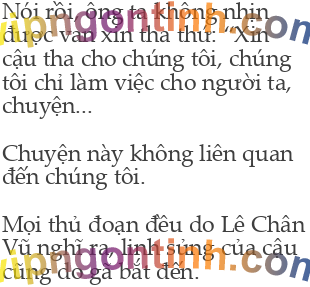 Nói rồi, ông ta không nhịn
được van xin tha thứ: “Xin
cậu tha cho chúng tôi, chúng
tôi chỉ làm việc cho người ta,
chuyện...
Chuyện này không liên quan
đến chúng tôi.
Mọi thủ đoạn đều do Lê Chân
Vũ nghĩ ra, linh sủng của cậu
cũng do gã bắt đến.
vipngontinh.com
vipngontinh.com